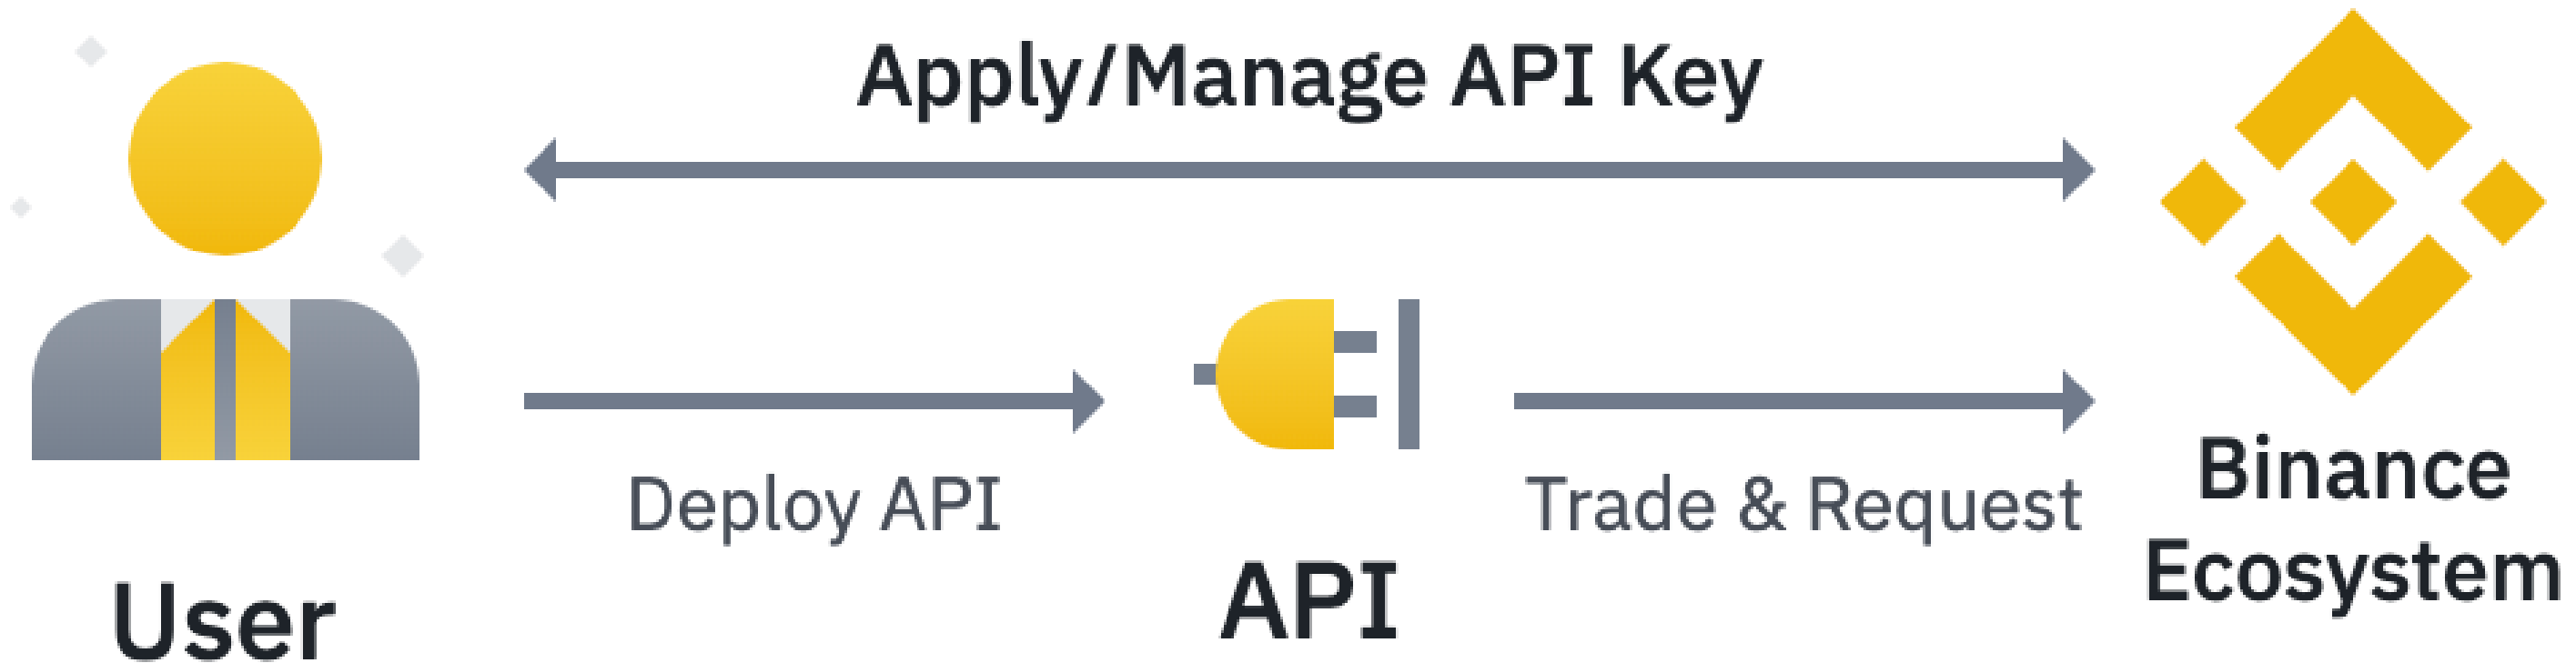 Apply/Manage API Key
Deploy API
Trade & Request
User
API
Binance
Ecosystem